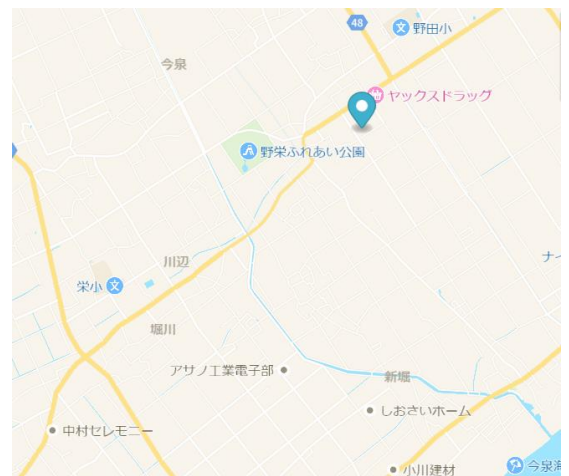 48
野田小
今泉
ヤックスドラッグ
野栄ふれあい公園
川辺
ナイ
栄小
堀川
アサノ工業電子部
新堀
しおさいホーム
中村セレモニー
小川建材
今泉海